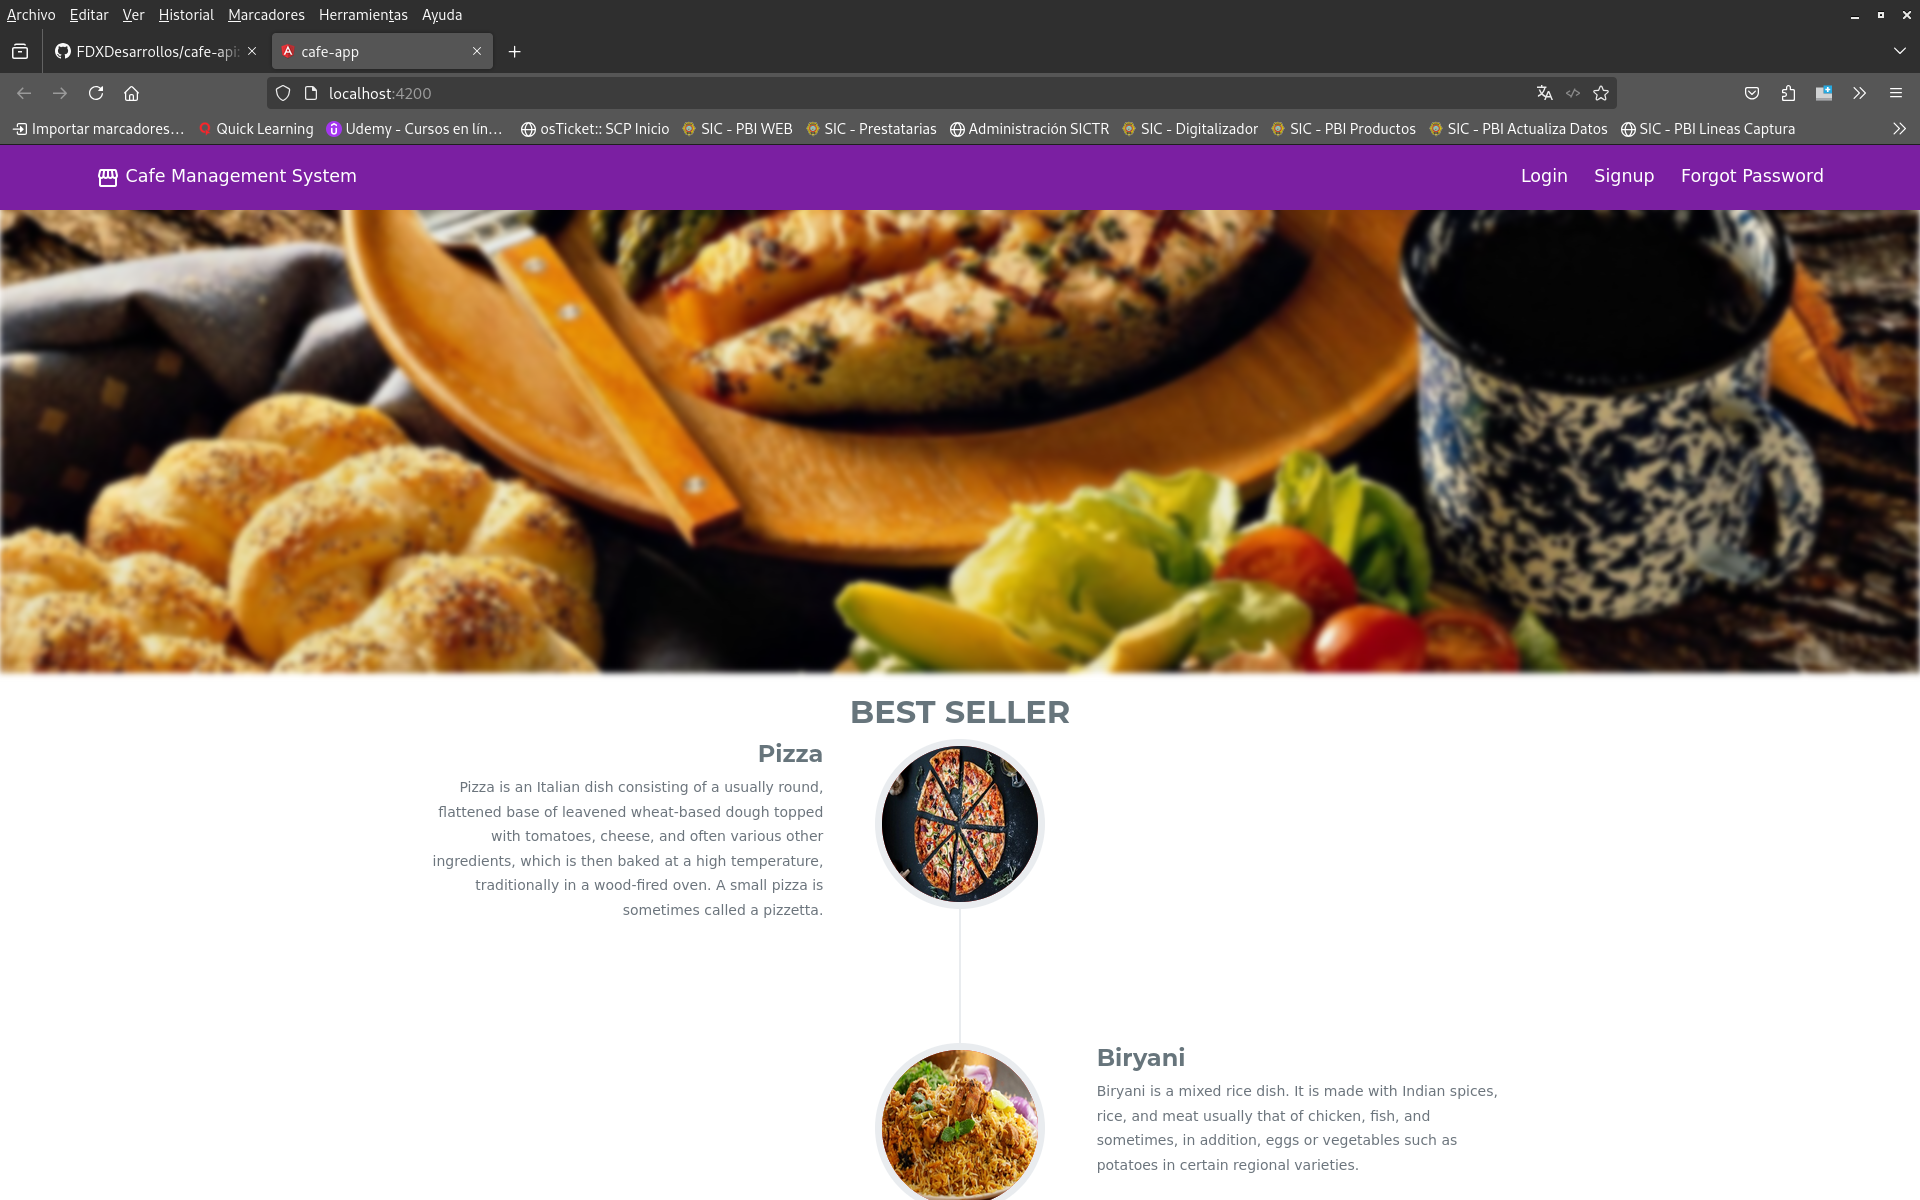 Archivo Editar Ver Historial Marcadores Herramientas Ayuda
FDXDesarrollos/cafe-api: cafe-app
localhost:4200
Importar marcadores… Quick Learning Udemy - Cursos en lín… osTicket:: SCP Inicio SIC - PBI WEB SIC - Prestatarias Administración SICTR SIC - Digitalizador SIC - PBI Productos SIC - PBI Actualiza Datos SIC - PBI Lineas Captura
Cafe Management System Login Signup Forgot Password
BEST SELLER
Pizza
Pizza is an Italian dish consisting of a usually round,
flattened base of leavened wheat-based dough topped
with tomatoes, cheese, and often various other
ingredients, which is then baked at a high temperature,
traditionally in a wood-fired oven. A small pizza is
sometimes called a pizzetta.
Biryani
Biryani is a mixed rice dish. It is made with Indian spices,
rice, and meat usually that of chicken, fish, and
sometimes, in addition, eggs or vegetables such as
potatoes in certain regional varieties.